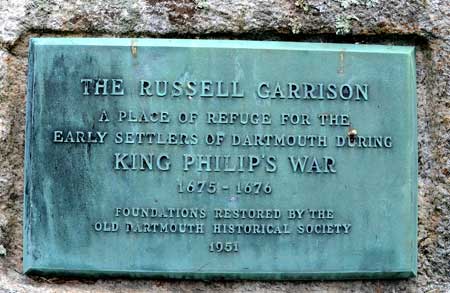 THE RUSSELL GARRISON
A PLACE OF REFUGE FOR THE
EARLY SETTLERS OF DARTMOUTH DURING
KING PHILIP'S WAR
1675 - 1676
FOUNDATIONS RESTORED BY THE
OLD DARTMOUTH HISTORICAL SOCIETY
1951